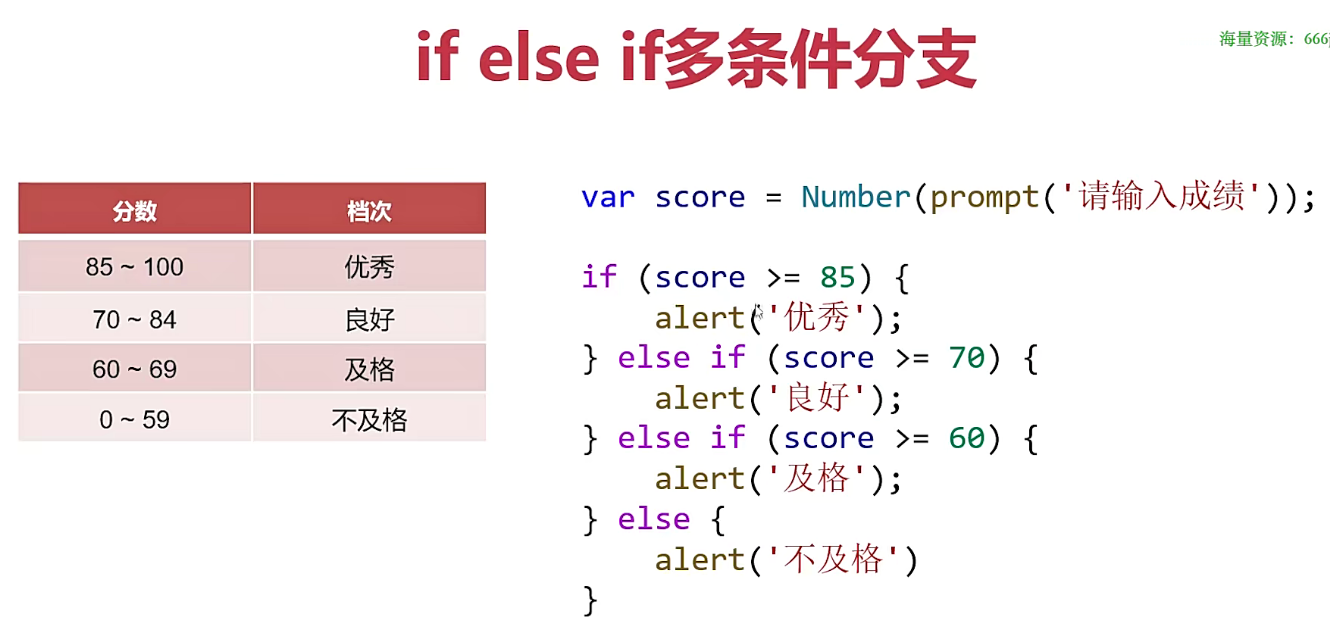 if else if多条件分支
海量资源：666
分数 档次
85 ~ 100 优秀
70 ~ 84 良好
60 ~ 69 及格
0 ~ 59 不及格
var score = Number(prompt('请输入成绩'));
if (score >= 85) {
    alert('优秀');
} else if (score >= 70) {
    alert('良好');
} else if (score >= 60) {
    alert('及格');
} else {
    alert('不及格')
}